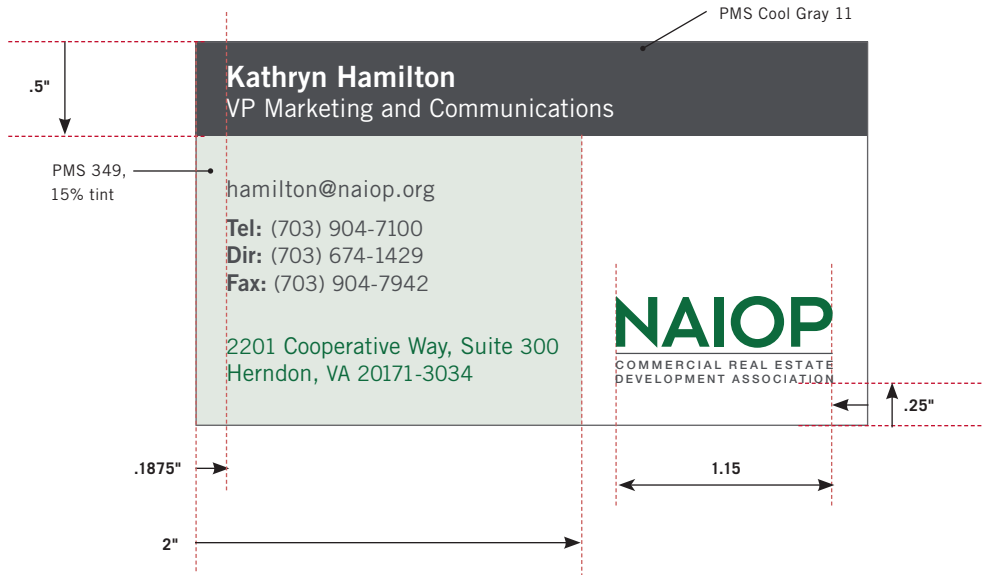 PMS Cool Gray 11
.5"
Kathryn Hamilton
VP Marketing and Communications
PMS 349,
15% tint
hamilton@naiop.org
Tel: (703) 904-7100
Dir: (703) 674-1429
Fax: (703) 904-7942
2201 Cooperative Way, Suite 300
Herndon, VA 20171-3034
NAIOP
COMMERCIAL REAL ESTATE
DEVELOPMENT ASSOCIATION
.25"
.1875"
1.15
2"